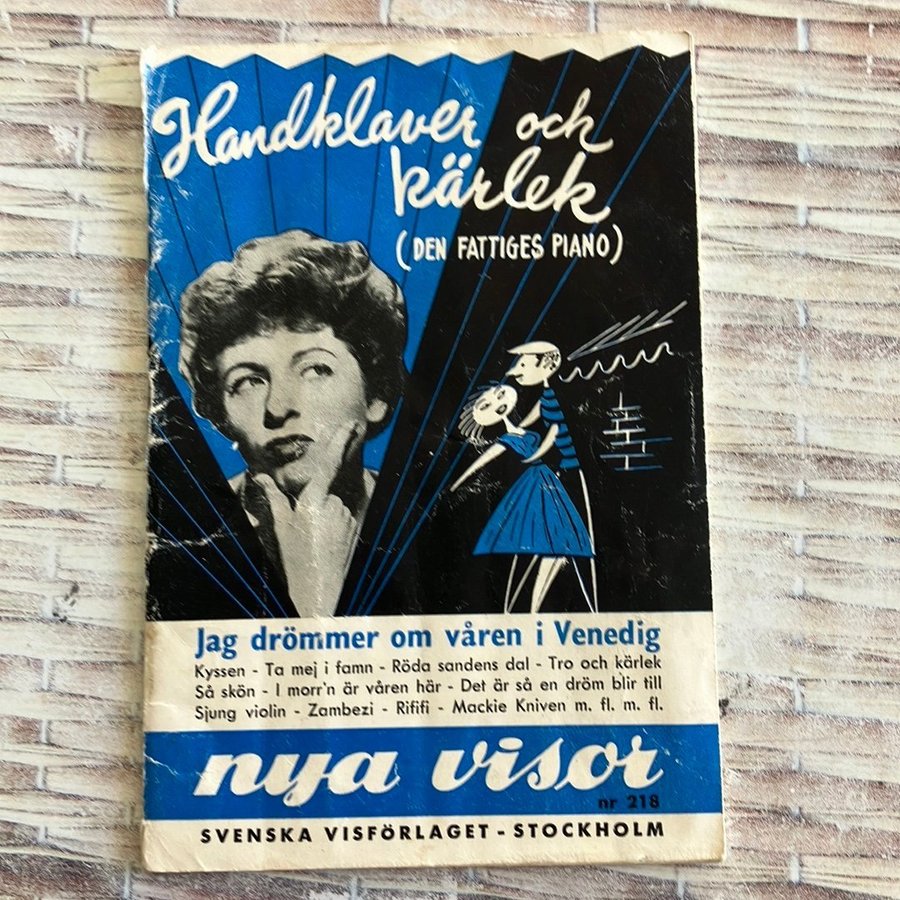 Handklaver och
kärlek
(DEN FATTIGES PIANO)
Jag drömmer om våren i Venedig
Kyssen - Ta mej i famn - Röda sandens dal - Tro och kärlek
Så skön - I morr'n är våren här - Det är så en dröm blir till
Sjung violin - Zambezi - Rififi - Mackie Kniven m. fl. m. fl.
nya visor
nr 218
SVENSKA VISFÖRLAGET - STOCKHOLM